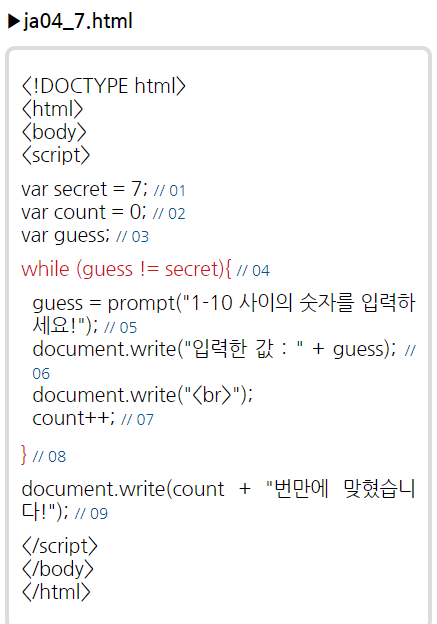 ▶ja04_7.html
<!DOCTYPE html>
<html>
<body>
<script>
var secret = 7; // 01
var count = 0; // 02
var guess; // 03
while (guess != secret){ // 04
guess = prompt("1-10 사이의 숫자를 입력하
세요!"); // 05
document.write("입력한 값 : " + guess); //
06
document.write("<br>");
count++; // 07
} // 08
document.write(count + "번만에 맞혔습니
다!"); // 09
</script>
</body>
</html>